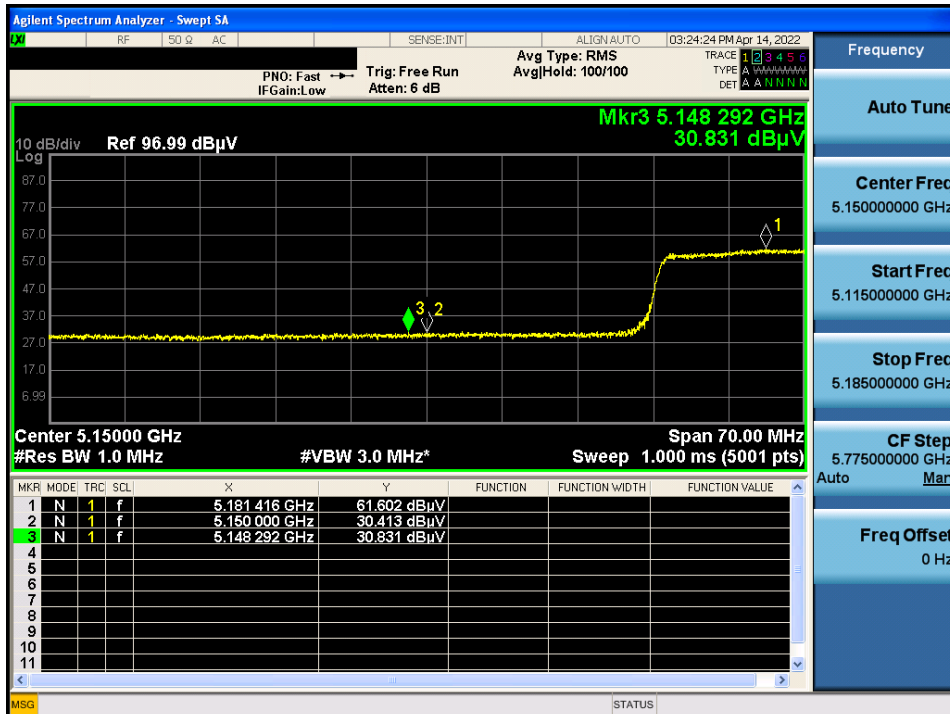 Agilent Spectrum Analyzer - Swept SA
LXI RF 50 Ω AC SENSE:INT ALIGN AUTO 03:24:24 PM Apr 14, 2022
Frequency
PNO: Fast
IFGain:Low
Trig: Free Run
Atten: 6 dB
Avg Type: RMS
Avg|Hold: 100/100
TRACE 1 2 3 4 5 6
TYPE A WWWWW
DET A A N N N N
Auto Tune
Mkr3 5.148 292 GHz
30.831 dBµV
10 dB/div Ref 96.99 dBµV
Log
87.0
77.0
67.0
57.0
47.0
37.0
27.0
17.0
6.99
1
3
2
Center Freq
5.150000000 GHz
Start Freq
5.115000000 GHz
Stop Freq
5.185000000 GHz
CF Step
5.775000000 GHz
Auto Man
Freq Offset
0 Hz
Center 5.15000 GHz Span 70.00 MHz
#Res BW 1.0 MHz #VBW 3.0 MHz* Sweep 1.000 ms (5001 pts)
MKR MODE TRC SCL X Y FUNCTION FUNCTION WIDTH FUNCTION VALUE
1 N 1 f 5.181 416 GHz 61.602 dBµV
2 N 1 f 5.150 000 GHz 30.413 dBµV
3 N 1 f 5.148 292 GHz 30.831 dBµV
4
5
6
7
8
9
10
11
MSG STATUS